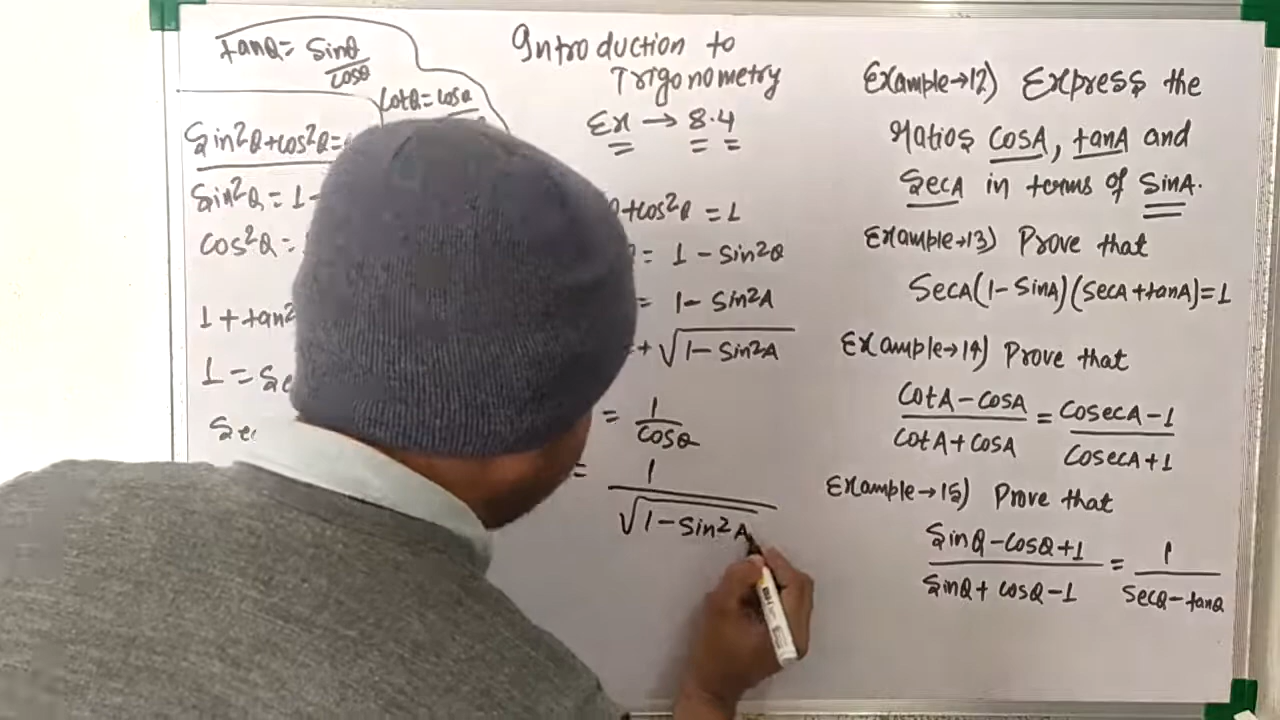 tanθ = sinθ/cosθ
cotθ = cosθ
sin²θ + cos²θ =
sin²θ = 1 -
cos²θ =
1 + tan²
1 = se
se
Introduction to
Trigonometry
Ex → 8.4
+ cos²θ = 1
= 1 - sin²θ
= 1 - sin²A
+ √(1 - sin²A)
= 1/cosθ
= 1/√(1 - sin²A)
Example → 12) Express the
ratios cosA, tanA and
secA in terms of sinA.
Example → 13) Prove that
secA(1 - sinA)(secA + tanA) = 1
Example → 14) Prove that
(cotA - cosA)/(cotA + cosA) = (cosecA - 1)/(cosecA + 1)
Example → 15) Prove that
(sinθ - cosθ + 1)/(sinθ + cosθ - 1) = 1/(secθ - tanθ)